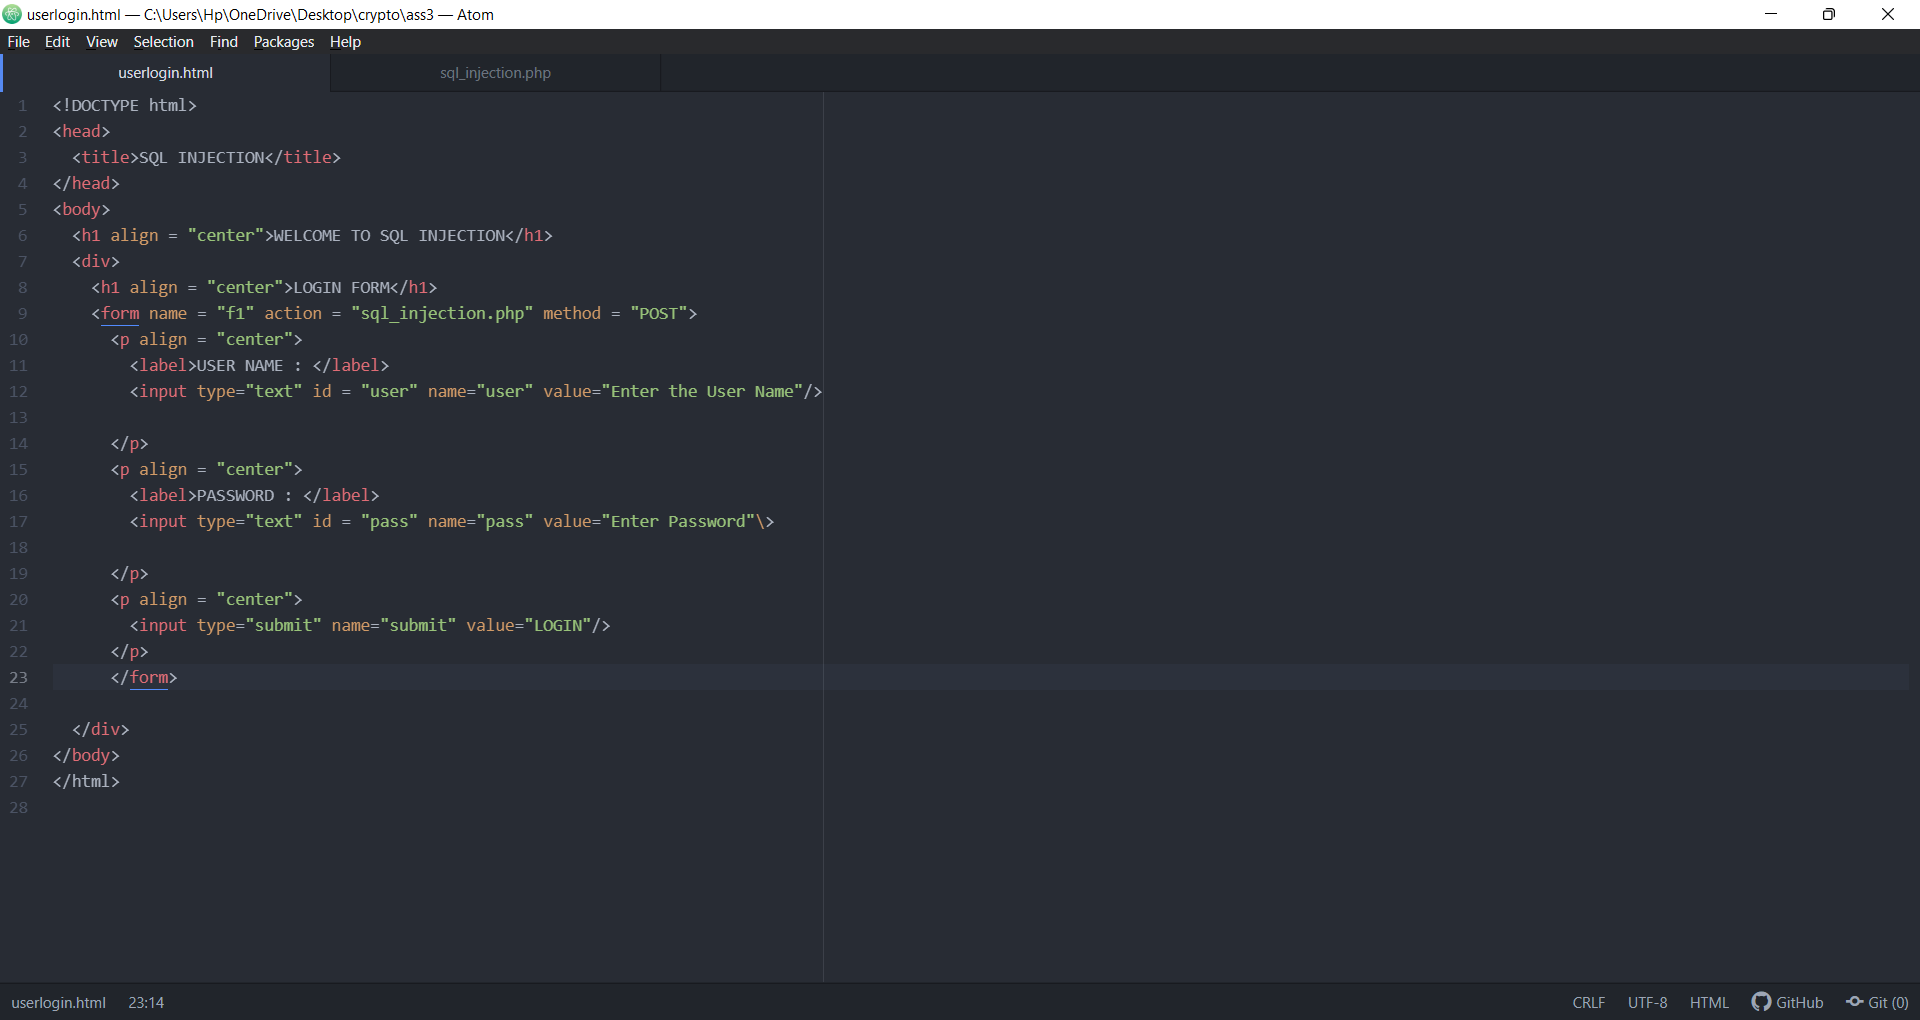 userlogin.html — C:\Users\Hp\OneDrive\Desktop\crypto\ass3 — Atom
File Edit View Selection Find Packages Help
userlogin.html sql_injection.php
1 <!DOCTYPE html>
2 <head>
3   <title>SQL INJECTION</title>
4 </head>
5 <body>
6   <h1 align = "center">WELCOME TO SQL INJECTION</h1>
7   <div>
8     <h1 align = "center">LOGIN FORM</h1>
9     <form name = "f1" action = "sql_injection.php" method = "POST">
10       <p align = "center">
11         <label>USER NAME : </label>
12         <input type="text" id = "user" name="user" value="Enter the User Name"/>
13
14       </p>
15       <p align = "center">
16         <label>PASSWORD : </label>
17         <input type="text" id = "pass" name="pass" value="Enter Password"\>
18
19       </p>
20       <p align = "center">
21         <input type="submit" name="submit" value="LOGIN"/>
22       </p>
23       </form>
24
25   </div>
26 </body>
27 </html>
28
userlogin.html 23:14 CRLF UTF-8 HTML GitHub Git (0)